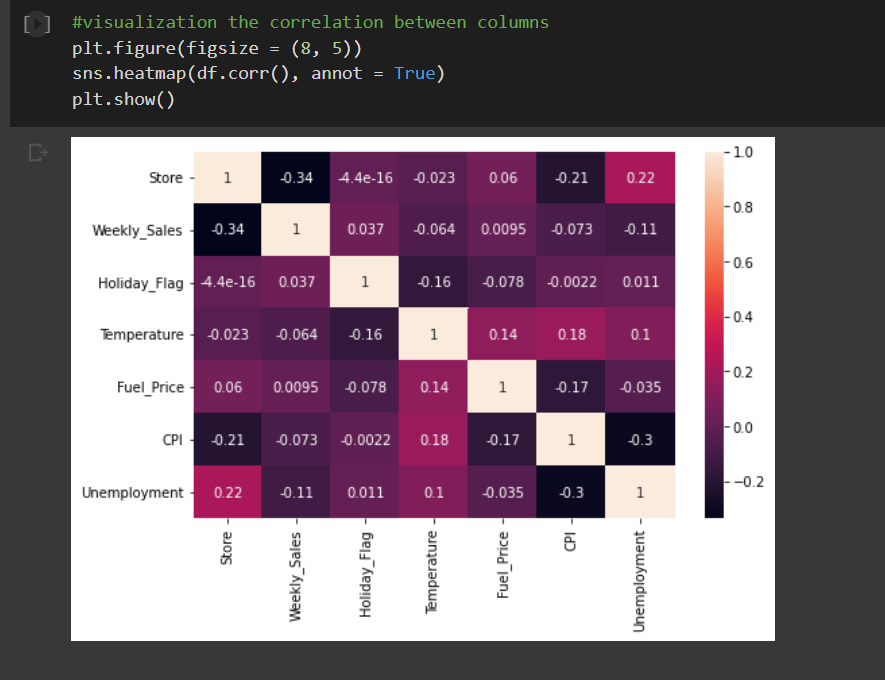 [ ] #visualization the correlation between columns
plt.figure(figsize = (8, 5))
sns.heatmap(df.corr(), annot = True)
plt.show()
Store 1 -0.34 -4.4e-16 -0.023 0.06 -0.21 0.22
Weekly_Sales -0.34 1 0.037 -0.064 0.0095 -0.073 -0.11
Holiday_Flag -4.4e-16 0.037 1 -0.16 -0.078 -0.0022 0.011
Temperature -0.023 -0.064 -0.16 1 0.14 0.18 0.1
Fuel_Price 0.06 0.0095 -0.078 0.14 1 -0.17 -0.035
CPI -0.21 -0.073 -0.0022 0.18 -0.17 1 -0.3
Unemployment 0.22 -0.11 0.011 0.1 -0.035 -0.3 1
Store
Weekly_Sales
Holiday_Flag
Temperature
Fuel_Price
CPI
Unemployment
1.0
0.8
0.6
0.4
0.2
0.0
−0.2